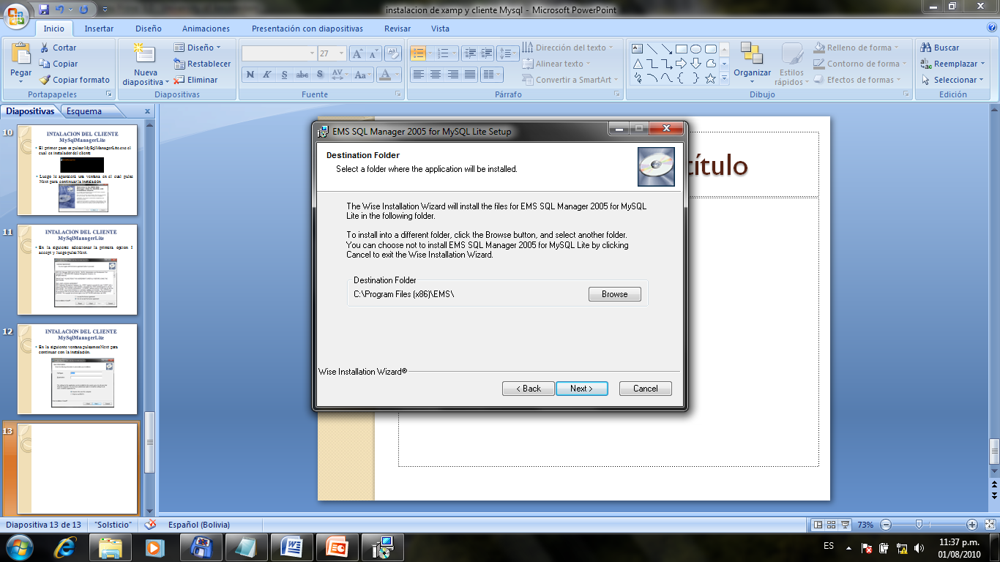 instalacion de xamp y cliente Mysql - Microsoft PowerPoint
Inicio
Insertar
Diseño
Animaciones
Presentación con diapositivas
Revisar
Vista
Pegar
Cortar
Copiar
Copiar formato
Portapapeles
Nueva
diapositiva
Diseño
Restablecer
Eliminar
Diapositivas
27
N K S abc S AV Aa A
Fuente
Dirección del texto
Alinear texto
Convertir a SmartArt
Párrafo
Organizar
Estilos
rápidos
Relleno de forma
Contorno de forma
Efectos de formas
Dibujo
Buscar
Reemplazar
Seleccionar
Edición
Diapositivas
Esquema
x
10
INTALACION DEL CLIENTE
MySqlManagerLite
El primer paso es pulsar MySqlManagerLite.exe el
cual es instalador del cliente
Luego le aparecerá una ventana en el cual pulse
Next para continuar la instalación
11
INTALACION DEL CLIENTE
MySqlManagerLite
En la siguiente seleccionar la primera opcion I
accept y luego pulse Next.
12
INTALACION DEL CLIENTE
MySqlManagerLite
En la siguiente ventana pulsamos Next para
continuar con la instalación.
13
título
EMS SQL Manager 2005 for MySQL Lite Setup
Destination Folder
Select a folder where the application will be installed.
The Wise Installation Wizard will install the files for EMS SQL Manager 2005 for MySQL
Lite in the following folder.
To install into a different folder, click the Browse button, and select another folder.
You can choose not to install EMS SQL Manager 2005 for MySQL Lite by clicking
Cancel to exit the Wise Installation Wizard.
Destination Folder
C:\Program Files (x86)\EMS\
Browse
Wise Installation Wizard®
< Back
Next >
Cancel
Diapositiva 13 de 13
"Solsticio"
Español (Bolivia)
73%
ES
11:37 p.m.
01/08/2010